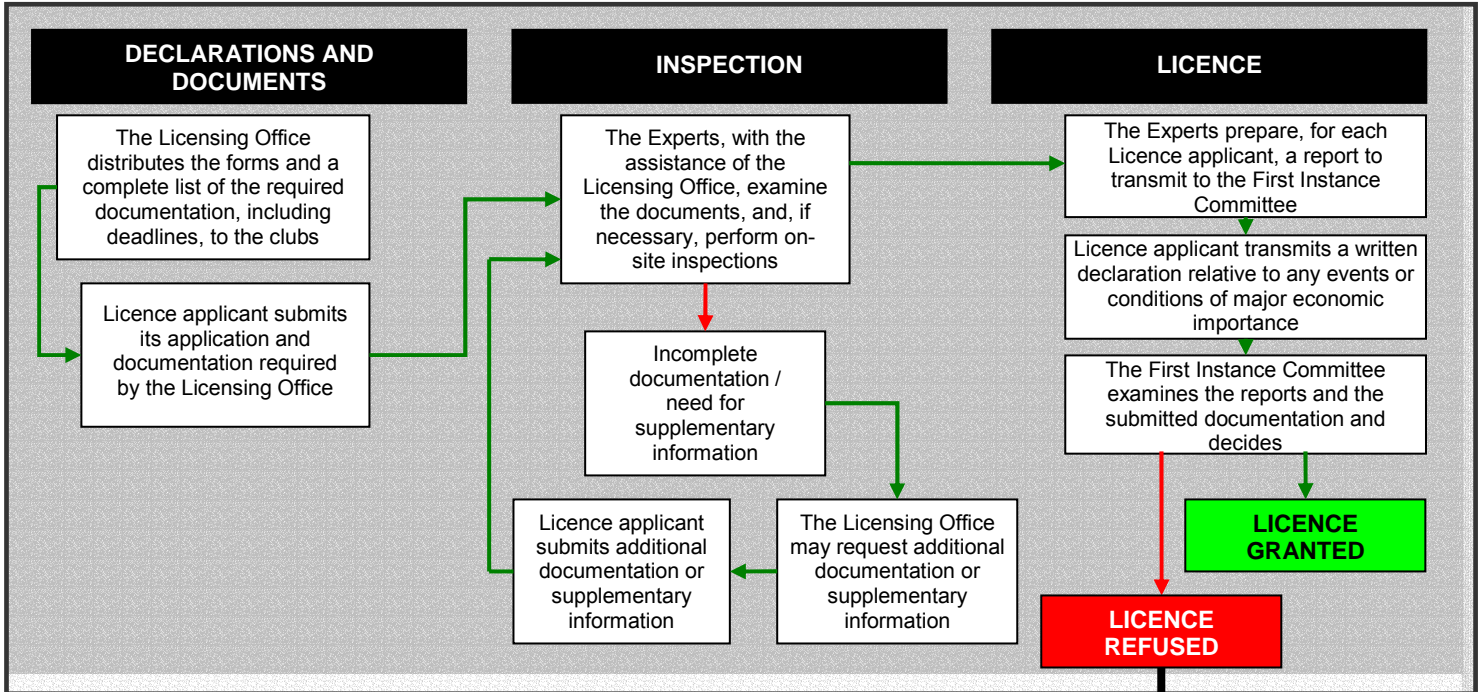 DECLARATIONS AND
DOCUMENTS
The Licensing Office
distributes the forms and a
complete list of the required
documentation, including
deadlines, to the clubs
Licence applicant submits
its application and
documentation required
by the Licensing Office
INSPECTION
The Experts, with the
assistance of the
Licensing Office, examine
the documents, and, if
necessary, perform on-
site inspections
Incomplete
documentation /
need for
supplementary
information
The Licensing Office
may request additional
documentation or
supplementary
information
Licence applicant
submits additional
documentation or
supplementary
information
LICENCE
The Experts prepare, for each
Licence applicant, a report to
transmit to the First Instance
Committee
Licence applicant transmits a written
declaration relative to any events or
conditions of major economic
importance
The First Instance Committee
examines the reports and the
submitted documentation and
decides
LICENCE
GRANTED
LICENCE
REFUSED